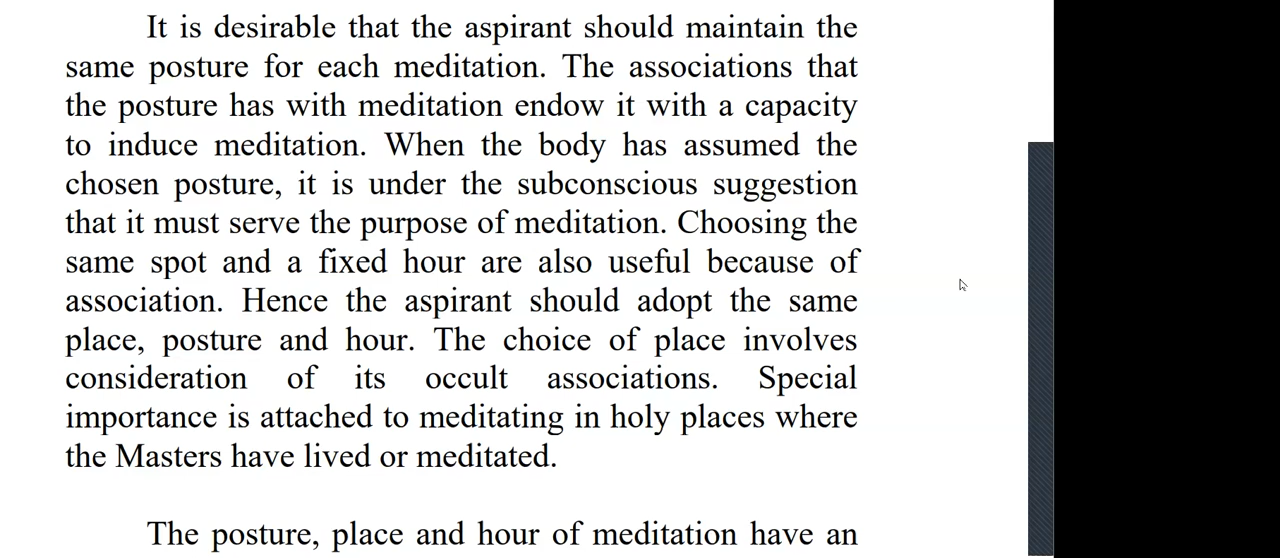 It is desirable that the aspirant should maintain the
same posture for each meditation. The associations that
the posture has with meditation endow it with a capacity
to induce meditation. When the body has assumed the
chosen posture, it is under the subconscious suggestion
that it must serve the purpose of meditation. Choosing the
same spot and a fixed hour are also useful because of
association. Hence the aspirant should adopt the same
place, posture and hour. The choice of place involves
consideration of its occult associations. Special
importance is attached to meditating in holy places where
the Masters have lived or meditated.
The posture, place and hour of meditation have an